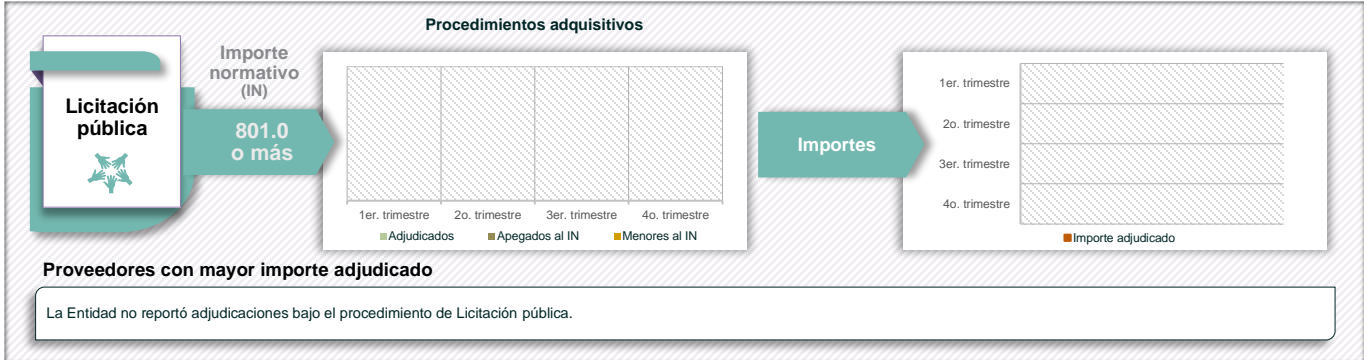 Procedimientos adquisitivos
Licitación
pública
Importe
normativo
(IN)
801.0
o más
1er. trimestre
2o. trimestre
3er. trimestre
4o. trimestre
Adjudicados
Apegados al IN
Menores al IN
Importes
1er. trimestre
2o. trimestre
3er. trimestre
4o. trimestre
Importe adjudicado
Proveedores con mayor importe adjudicado
La Entidad no reportó adjudicaciones bajo el procedimiento de Licitación pública.